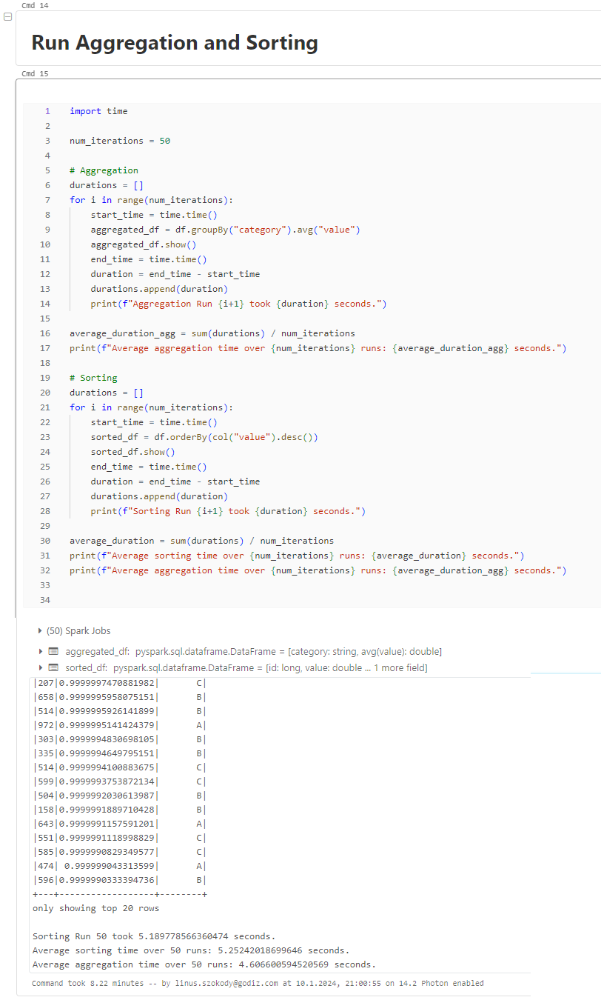 Cmd 14
Run Aggregation and Sorting
Cmd 15
1 import time
2
3 num_iterations = 50
4
5 # Aggregation
6 durations = []
7 for i in range(num_iterations):
8     start_time = time.time()
9     aggregated_df = df.groupBy("category").avg("value")
10     aggregated_df.show()
11     end_time = time.time()
12     duration = end_time - start_time
13     durations.append(duration)
14     print(f"Aggregation Run {i+1} took {duration} seconds.")
15
16 average_duration_agg = sum(durations) / num_iterations
17 print(f"Average aggregation time over {num_iterations} runs: {average_duration_agg} seconds.")
18
19 # Sorting
20 durations = []
21 for i in range(num_iterations):
22     start_time = time.time()
23     sorted_df = df.orderBy(col("value").desc())
24     sorted_df.show()
25     end_time = time.time()
26     duration = end_time - start_time
27     durations.append(duration)
28     print(f"Sorting Run {i+1} took {duration} seconds.")
29
30 average_duration = sum(durations) / num_iterations
31 print(f"Average sorting time over {num_iterations} runs: {average_duration} seconds.")
32 print(f"Average aggregation time over {num_iterations} runs: {average_duration_agg} seconds.")
33
34
(50) Spark Jobs
aggregated_df: pyspark.sql.dataframe.DataFrame = [category: string, avg(value): double]
sorted_df: pyspark.sql.dataframe.DataFrame = [id: long, value: double ... 1 more field]
|207|0.9999997470881982|       C|
|658|0.9999995958075151|       B|
|514|0.9999995926141899|       B|
|972|0.9999995141424379|       A|
|303|0.9999994830698105|       B|
|335|0.9999994649795151|       B|
|514|0.9999994100883675|       C|
|599|0.9999993753872134|       C|
|504|0.9999992030613987|       B|
|158|0.9999991889710428|       B|
|643|0.9999991157591201|       A|
|551|0.9999991118998829|       C|
|585|0.9999990829349577|       C|
|474| 0.999999043313599|       A|
|596|0.9999990333394736|       B|
+---+------------------+--------+
only showing top 20 rows
Sorting Run 50 took 5.189778566360474 seconds.
Average sorting time over 50 runs: 5.25242018699646 seconds.
Average aggregation time over 50 runs: 4.606600594520569 seconds.
Command took 8.22 minutes -- by linus.szokody@godiz.com at 10.1.2024, 21:00:55 on 14.2 Photon enabled